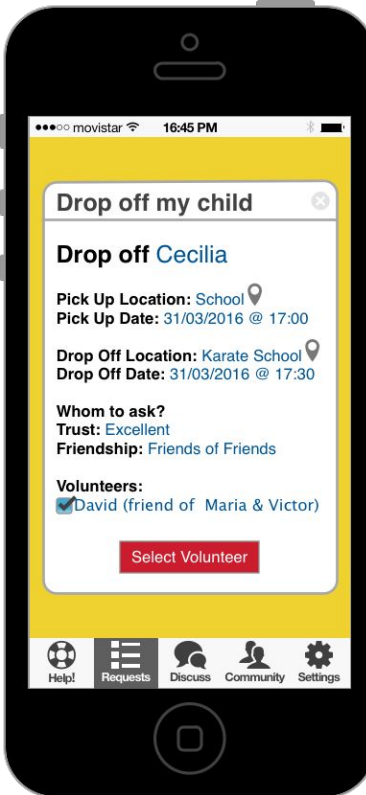 movistar 16:45 PM
Drop off my child
Drop off Cecilia
Pick Up Location: School
Pick Up Date: 31/03/2016 @ 17:00
Drop Off Location: Karate School
Drop Off Date: 31/03/2016 @ 17:30
Whom to ask?
Trust: Excellent
Friendship: Friends of Friends
Volunteers:
David (friend of Maria & Victor)
Select Volunteer
Help! Requests Discuss Community Settings